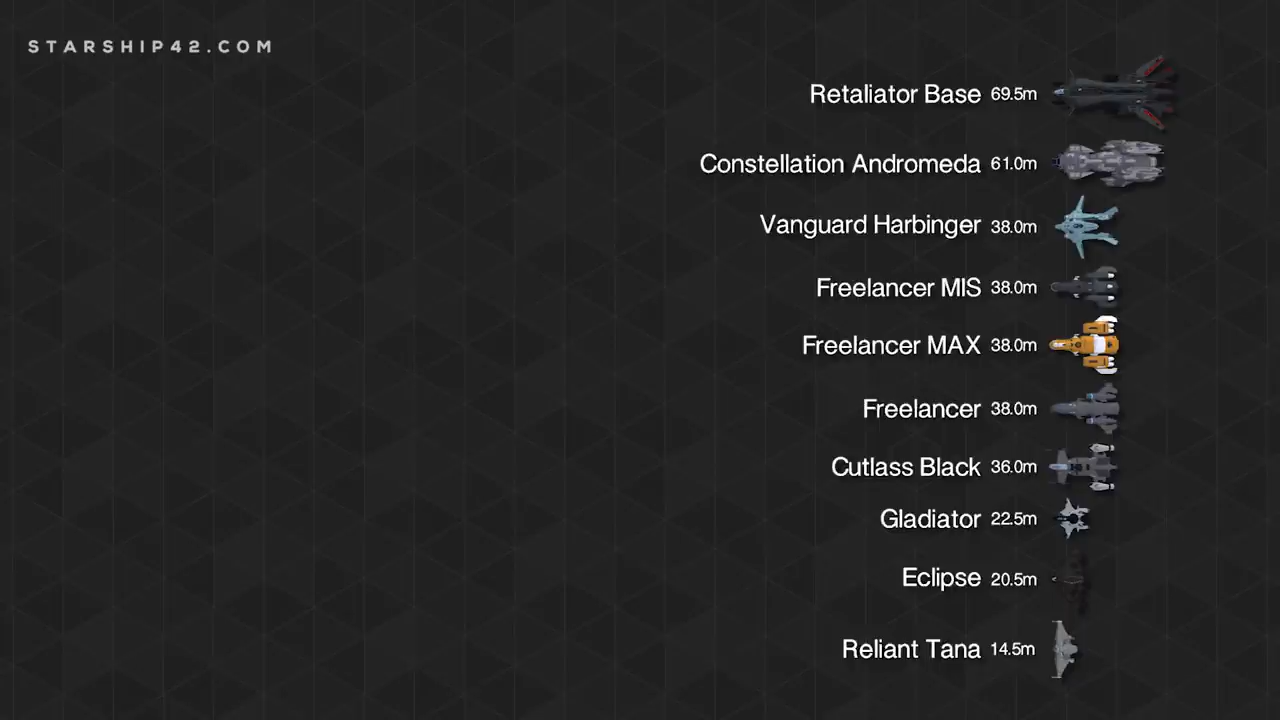 STARSHIP42.COM
Retaliator Base 69.5m
Constellation Andromeda 61.0m
Vanguard Harbinger 38.0m
Freelancer MIS 38.0m
Freelancer MAX 38.0m
Freelancer 38.0m
Cutlass Black 36.0m
Gladiator 22.5m
Eclipse 20.5m
Reliant Tana 14.5m